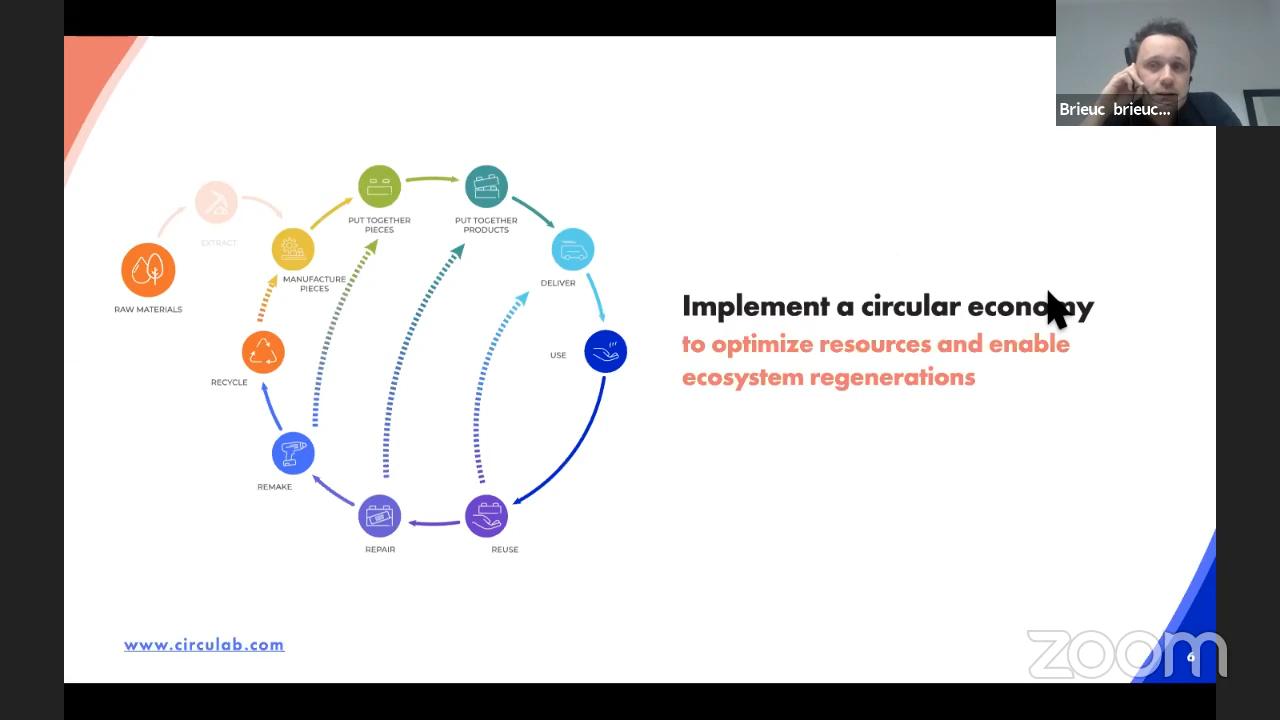 Brieuc brieuc...
PUT TOGETHER
PIECES
PUT TOGETHER
PRODUCTS
EXTRACT
MANUFACTURE
PIECES
DELIVER
RAW MATERIALS
Implement a circular economy
to optimize resources and enable
ecosystem regenerations
USE
RECYCLE
REMAKE
REPAIR
REUSE
www.circulab.com
zoom
6